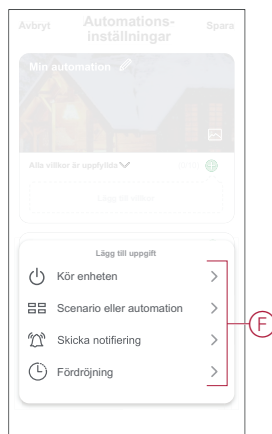 Avbryt
Automations-
inställningar
Spara
Min automation
Alla villkor är uppfyllda
Lägg till villkor
Lägg till uppgift
Kör enheten
Scenario eller automation
Skicka notifiering
Fördröjning
F